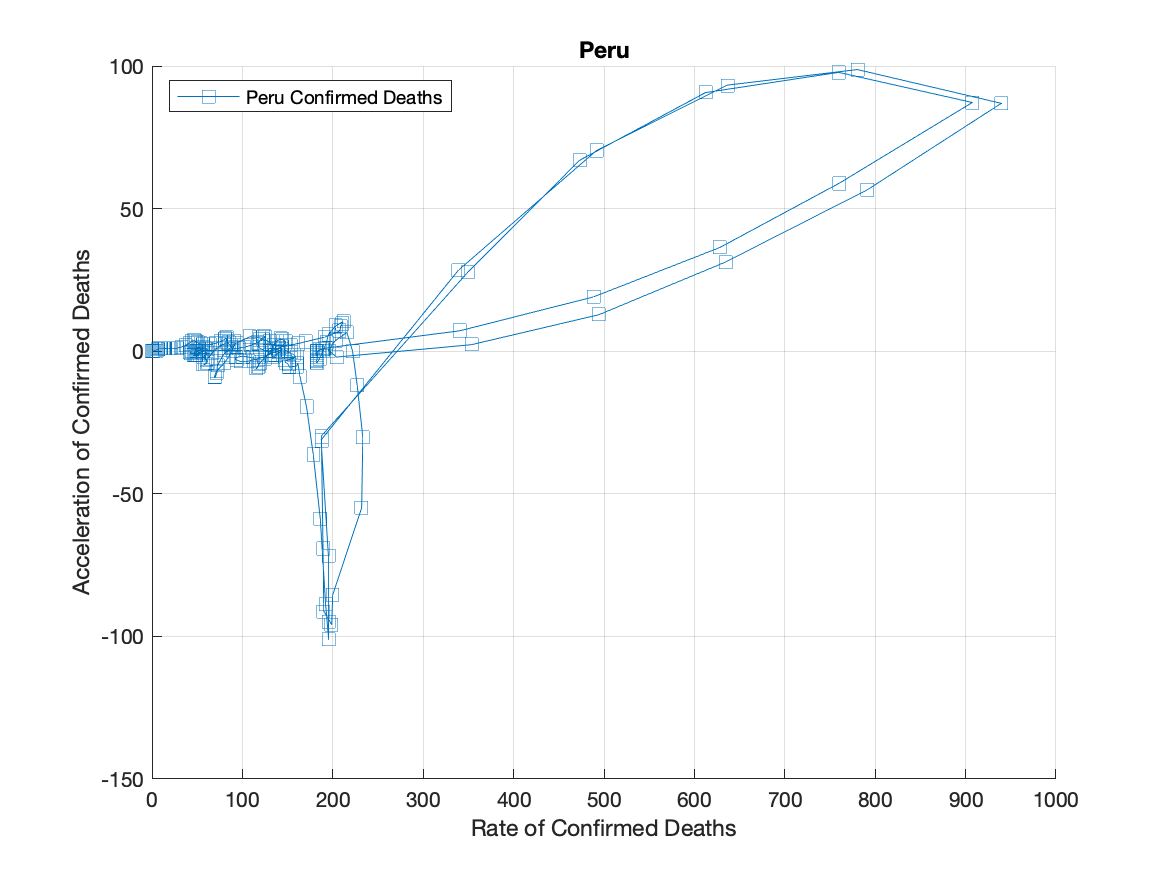 Peru
Peru Confirmed Deaths
100
50
0
-50
-100
-150
Acceleration of Confirmed Deaths
0 100 200 300 400 500 600 700 800 900 1000
Rate of Confirmed Deaths